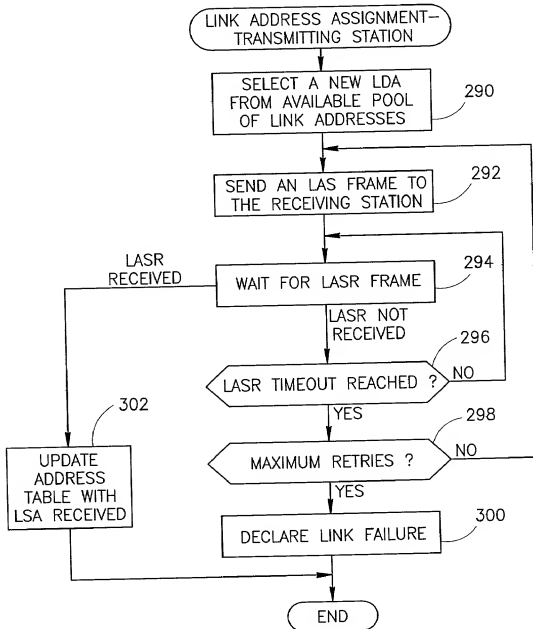 LINK ADDRESS ASSIGNMENT-
TRANSMITTING STATION
SELECT A NEW LDA
FROM AVAILABLE POOL
OF LINK ADDRESSES
290
SEND AN LAS FRAME TO
THE RECEIVING STATION
292
LASR
RECEIVED
WAIT FOR LASR FRAME
294
LASR NOT
RECEIVED
296
LASR TIMEOUT REACHED ?
NO
YES
302
298
UPDATE
ADDRESS
TABLE WITH
LSA RECEIVED
MAXIMUM RETRIES ?
NO
YES
DECLARE LINK FAILURE
300
END